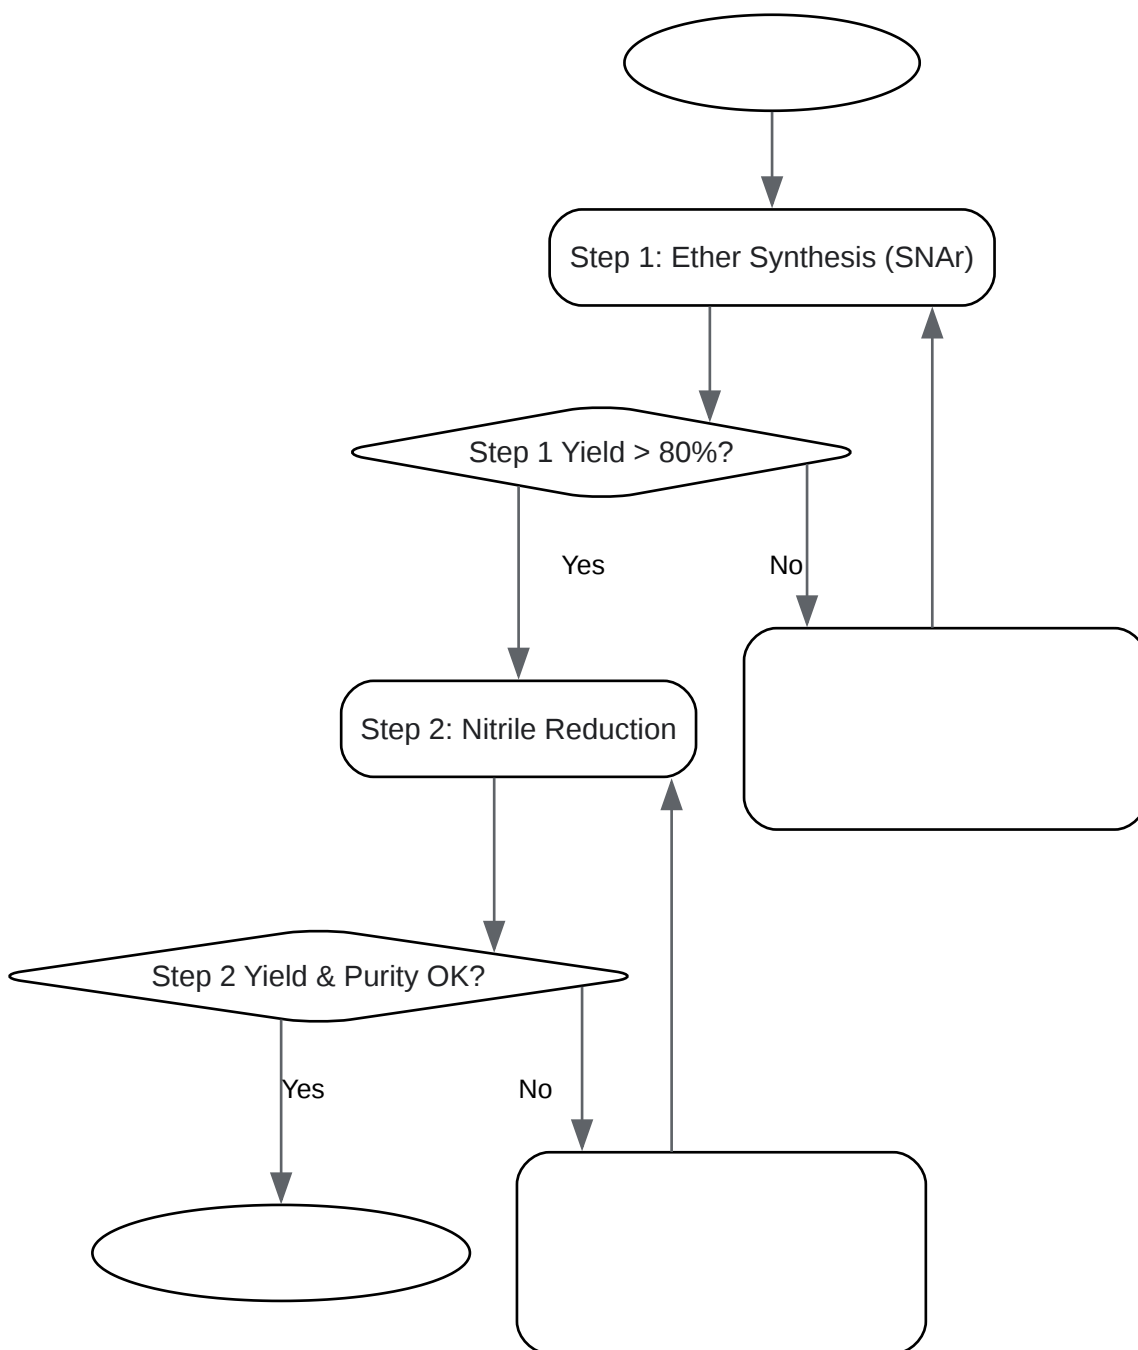 Step 1: Ether Synthesis (SNAr)
Step 1 Yield > 80%?
Yes
No
Step 2: Nitrile Reduction
Step 2 Yield & Purity OK?
Yes
No